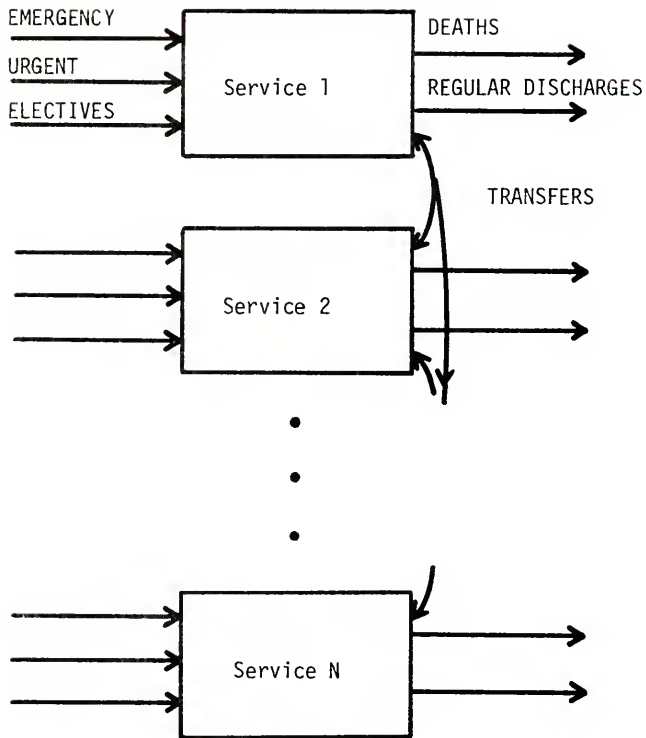 EMERGENCY
URGENT
ELECTIVES
Service 1
DEATHS
REGULAR DISCHARGES
TRANSFERS
Service 2
Service N